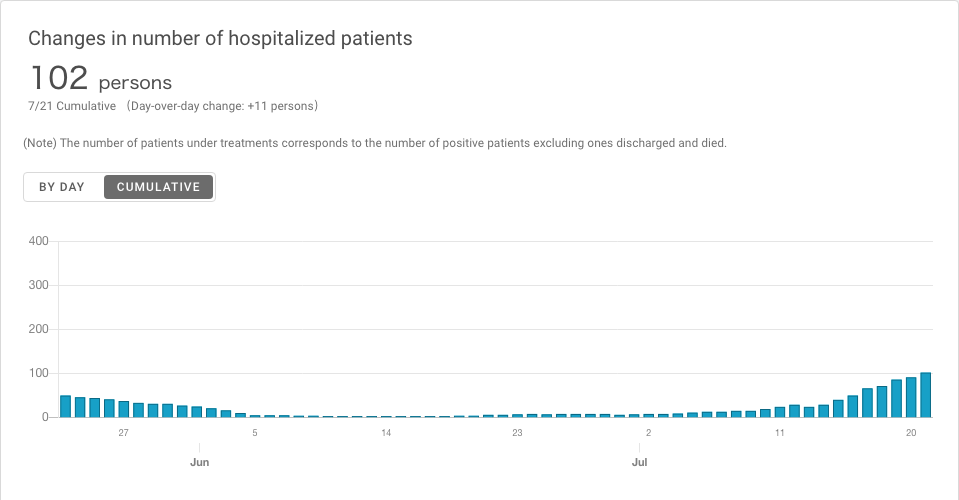 Changes in number of hospitalized patients
102 persons
7/21 Cumulative （Day-over-day change: +11 persons）
(Note) The number of patients under treatments corresponds to the number of positive patients excluding ones discharged and died.
BY DAY CUMULATIVE
400
300
200
100
0
27 5 14 23 2 11 20
Jun Jul